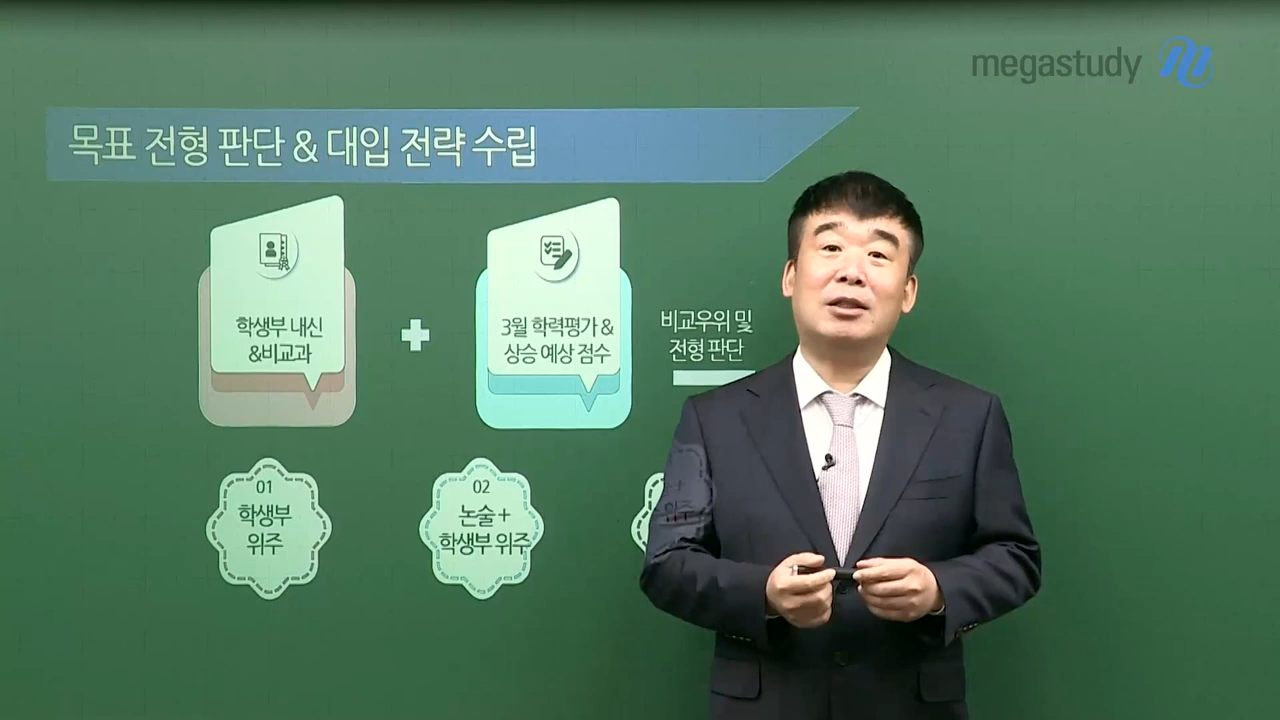 megastudy
목표 전형 판단 & 대입 전략 수립
학생부 내신
&비교과
3월 학력평가 &
상승 예상 점수
비교우위 및
전형 판단
01
학생부
위주
02
논술+
학생부 위주
+
위주